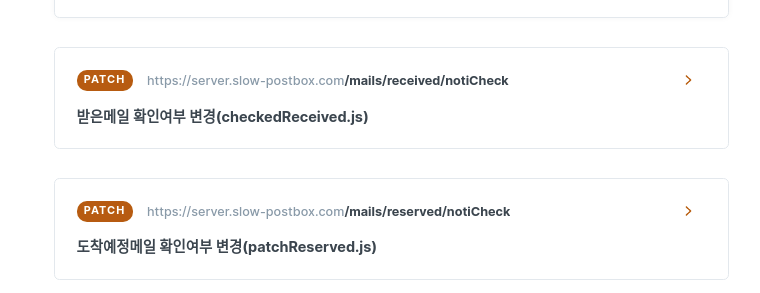 PATCH https://server.slow-postbox.com/mails/received/notiCheck
받은메일 확인여부 변경(checkedReceived.js)
PATCH https://server.slow-postbox.com/mails/reserved/notiCheck
도착예정메일 확인여부 변경(patchReserved.js)